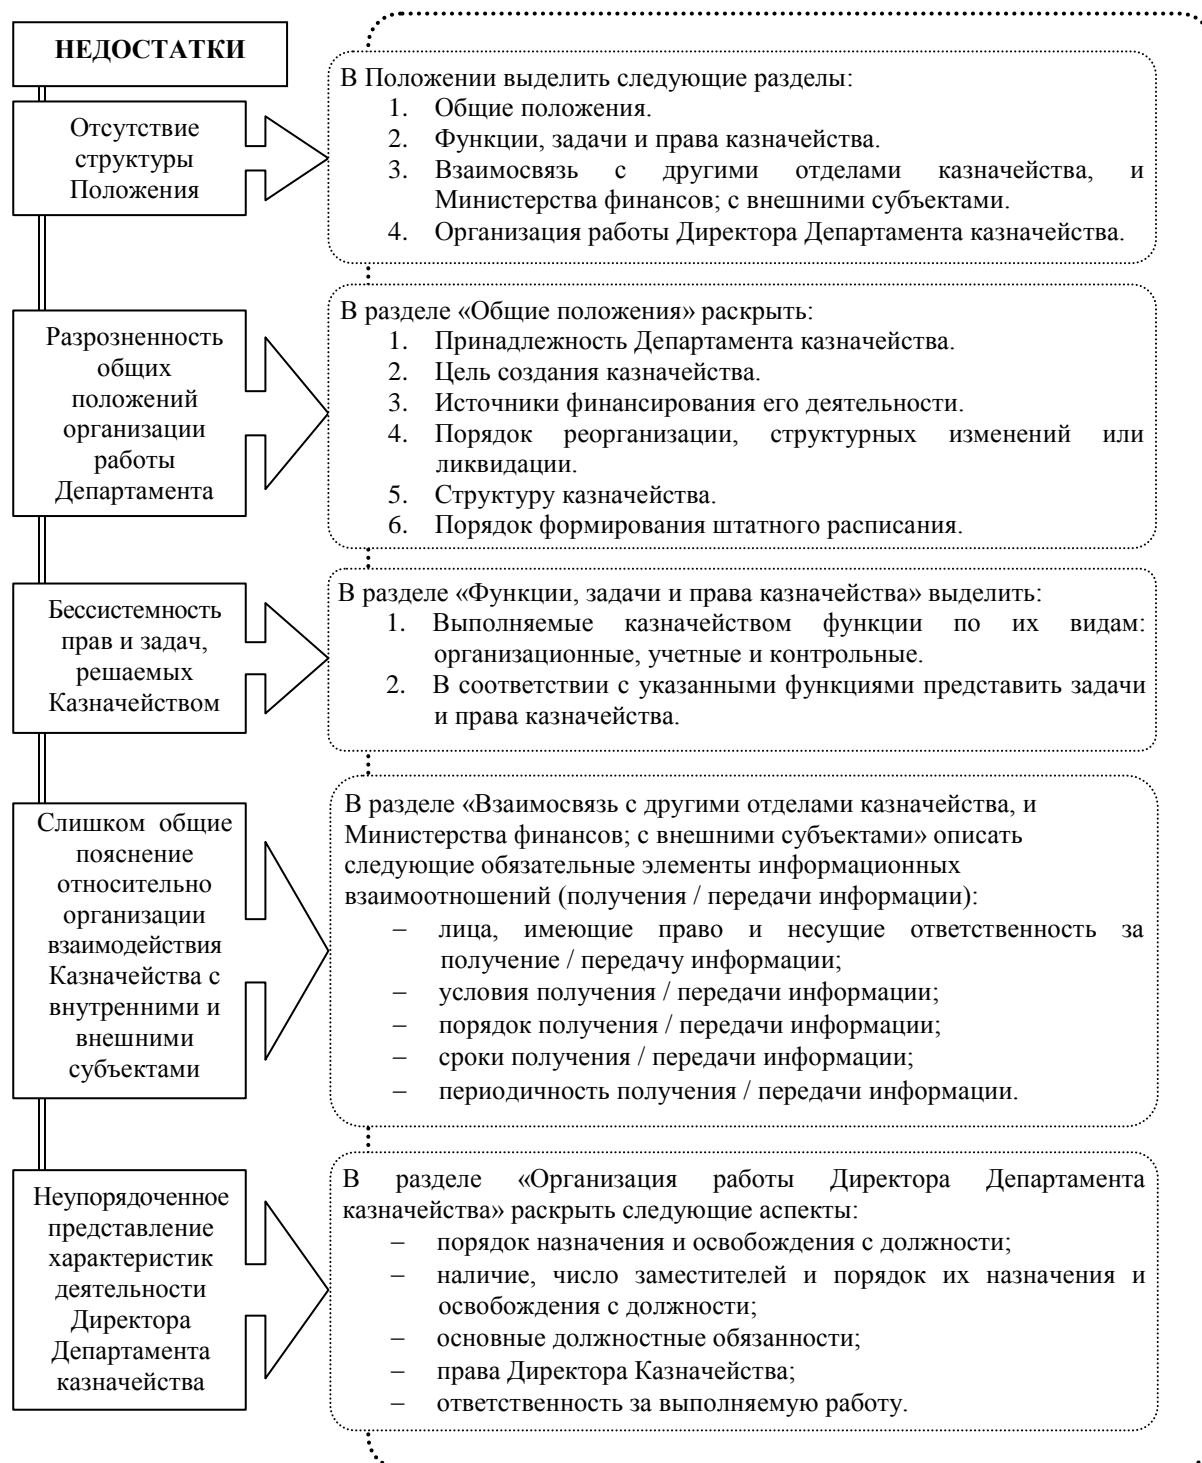 НЕДОСТАТКИ
Отсутствие
структуры
Положения
В Положении выделить следующие разделы:
1. Общие положения.
2. Функции, задачи и права казначейства.
3. Взаимосвязь с другими отделами казначейства, и
Министерства финансов; с внешними субъектами.
4. Организация работы Директора Департамента казначейства.
Разрозненность
общих
положений
организации
работы
Департамента
В разделе «Общие положения» раскрыть:
1. Принадлежность Департамента казначейства.
2. Цель создания казначейства.
3. Источники финансирования его деятельности.
4. Порядок реорганизации, структурных изменений или
ликвидации.
5. Структуру казначейства.
6. Порядок формирования штатного расписания.
Бессистемность
прав и задач,
решаемых
Казначейством
В разделе «Функции, задачи и права казначейства» выделить:
1. Выполняемые казначейством функции по их видам:
организационные, учетные и контрольные.
2. В соответствии с указанными функциями представить задачи
и права казначейства.
Слишком общие
пояснение
относительно
организации
взаимодействия
Казначейства с
внутренними и
внешними
субъектами
В разделе «Взаимосвязь с другими отделами казначейства, и
Министерства финансов; с внешними субъектами» описать
следующие обязательные элементы информационных
взаимоотношений (получения / передачи информации):
– лица, имеющие право и несущие ответственность за
получение / передачу информации;
– условия получения / передачи информации;
– порядок получения / передачи информации;
– сроки получения / передачи информации;
– периодичность получения / передачи информации.
Неупорядоченное
представление
характеристик
деятельности
Директора
Департамента
казначейства
В разделе «Организация работы Директора Департамента
казначейства» раскрыть следующие аспекты:
– порядок назначения и освобождения с должности;
– наличие, число заместителей и порядок их назначения и
освобождения с должности;
– основные должностные обязанности;
– права Директора Казначейства;
– ответственность за выполняемую работу.